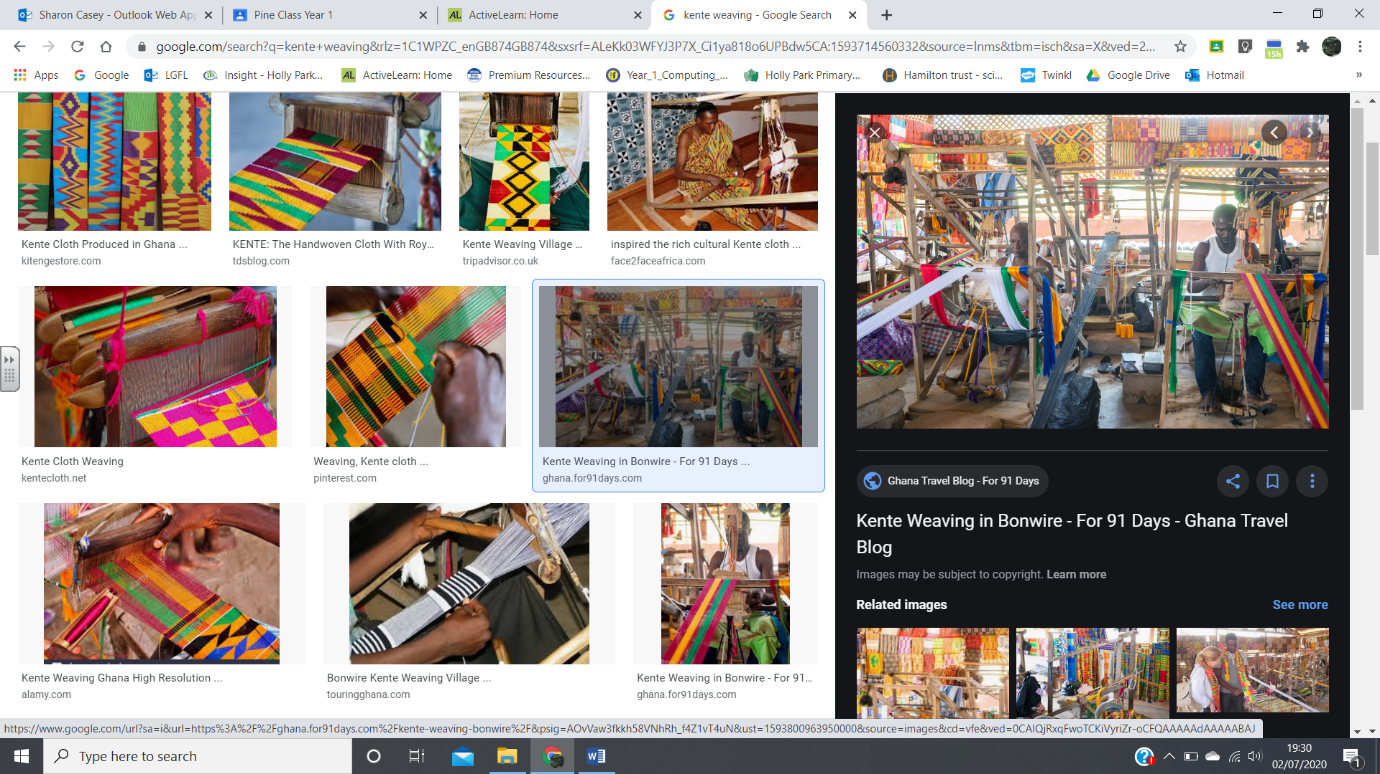 Sharon Casey - Outlook Web Ap
Pine Class Year 1
ActiveLearn: Home
kente weaving - Google Search
google.com/search?q=kente+weaving&rlz=1C1WPZC_enGB874GB874&sxsrf=ALeKk03WFYJ3P7X_Ci1ya818o6UPBdw5CA:1593714560332&source=lnms&tbm=isch&sa=X&ved=2...
Apps
Google
LGFL
Insight - Holly Park...
ActiveLearn: Home
Premium Resources...
Year_1_Computing_...
Holly Park Primary...
Hamilton trust - sci...
Twinkl
Google Drive
Hotmail
15h
Kente Cloth Produced in Ghana ...
kitengestore.com
KENTE: The Handwoven Cloth With Roy...
tdsblog.com
Kente Weaving Village ...
tripadvisor.co.uk
inspired the rich cultural Kente cloth ...
face2faceafrica.com
Kente Cloth Weaving
kentecloth.net
Weaving, Kente cloth ...
pinterest.com
Kente Weaving in Bonwire - For 91 Days ...
ghana.for91days.com
Kente Weaving Ghana High Resolution ...
alamy.com
Bonwire Kente Weaving Village ...
touringghana.com
Kente Weaving in Bonwire - For 91...
ghana.for91days.com
Ghana Travel Blog - For 91 Days
Kente Weaving in Bonwire - For 91 Days - Ghana Travel
Blog
Images may be subject to copyright. Learn more
Related images
See more
https://www.google.com/url?sa=i&url=https%3A%2F%2Fghana.for91days.com%2Fkente-weaving-bonwire%2F&psig=AOvVaw3fkkh58VNhRh_f4Z1vT4uN&ust=1593800963950000&source=images&cd=vfe&ved=0CAIQjRxqFwoTCKiVyriZr-oCFQAAAAAdAAAAABAJ
Type here to search
19:30
02/07/2020
1